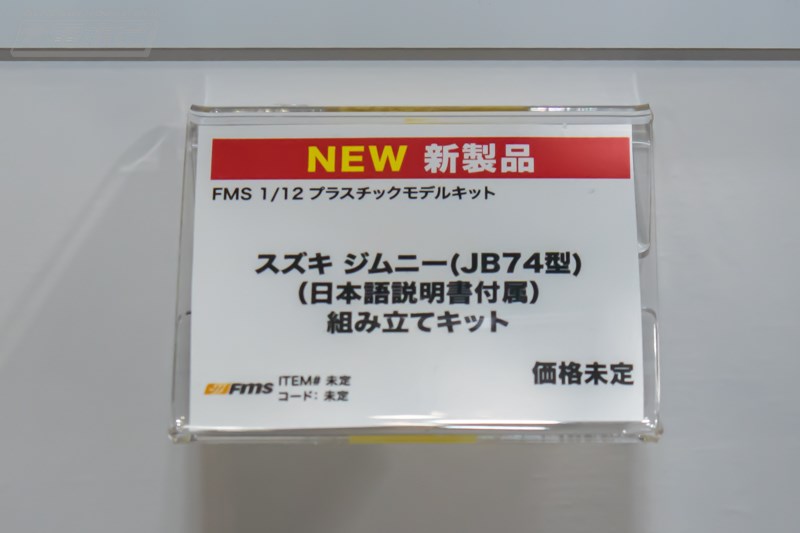 NEW 新製品
FMS 1/12 プラスチックモデルキット
スズキ ジムニー(JB74型)
（日本語説明書付属）
組み立てキット
価格未定
FMS ITEM# 未定
コード: 未定